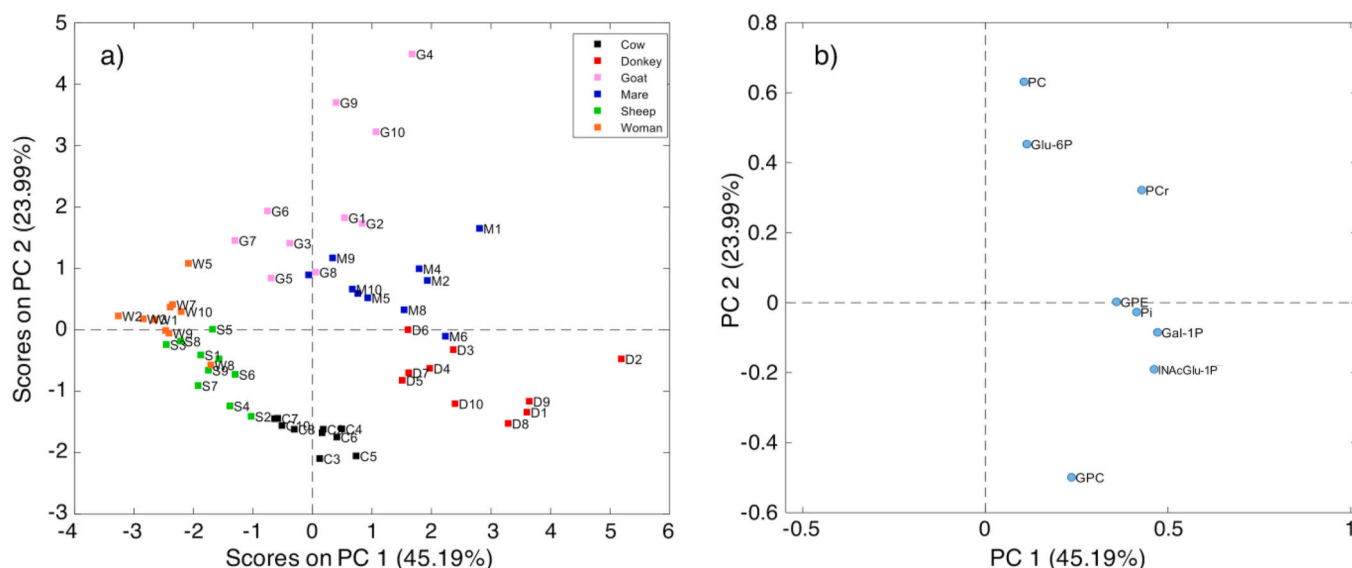 a)
Cow
Donkey
Goat
Mare
Sheep
Woman
G4
G9
G10
G6
G1
G2
G7
G3
M1
M9
W5
G5
G8
M4
M2
M10
M5
W7
W10
M8
W2
W1
S5
D6
M6
W9
S8
S3
D3
S1
D2
W8
D4
S9
S6
D7
D5
S7
D10
D9
S4
D1
S2
C7
D8
C10
C4
C6
C3
C5
5
4
3
2
1
0
-1
-2
-3
-4
-3
-2
-1
0
1
2
3
4
5
6
Scores on PC 2 (23.99%)
Scores on PC 1 (45.19%)
b)
PC
Glu-6P
PCr
GPE
Pi
Gal-1P
GPC
0.8
0.6
0.4
0.2
0
-0.2
-0.4
-0.6
-0.5
0
0.5
1
PC 2 (23.99%)
PC 1 (45.19%)